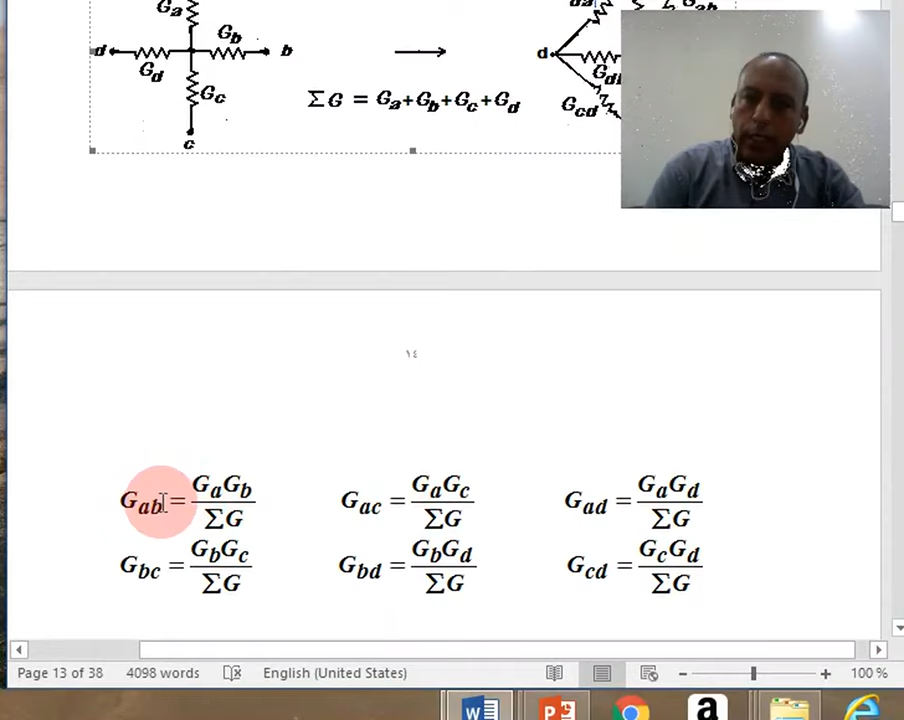 Ga
Gab
d Gb b d
Gd
Gc Gcd
ΣG = Ga+Gb+Gc+Gd
c
١٤
Gab = GaGb/ΣG Gac = GaGc/ΣG Gad = GaGd/ΣG
Gbc = GbGc/ΣG Gbd = GbGd/ΣG Gcd = GcGd/ΣG
Page 13 of 38 4098 words English (United States) 100 %